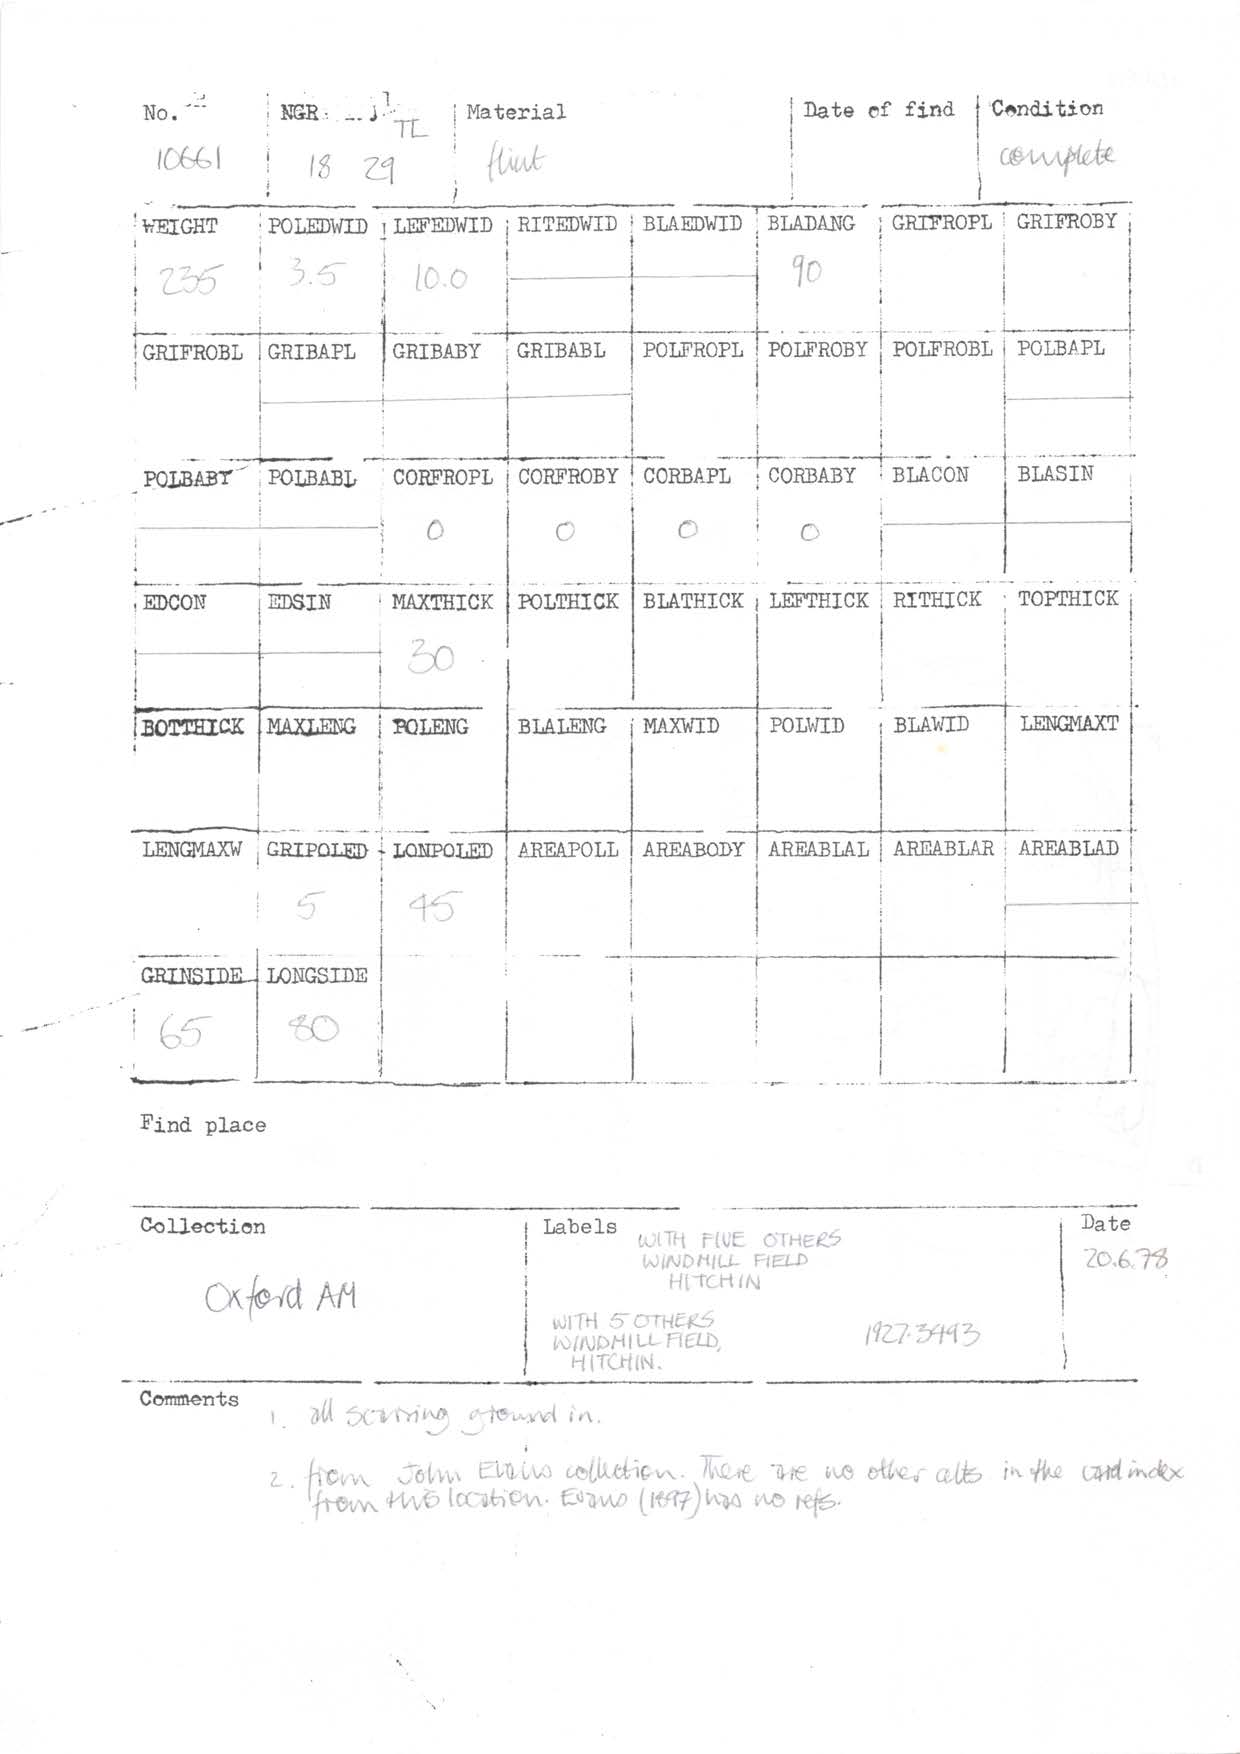 No. NGR Material Date of find Condition
TL
10661 18 29 flint complete
WEIGHT POLEDWID LEFEDWID RITEDWID BLAEDWID BLADANG GRIFROPL GRIFROBY
235 3.5 10.0 90
GRIFROBL GRIBAPL GRIBABY GRIBABL POLFROPL POLFROBY POLFROBL POLBAPL
POLBABY POLBABL CORFROPL CORFROBY CORBAPL CORBABY BLACON BLASIN
0 0 0 0
EDCON EDSIN MAXTHICK POLTHICK BLATHICK LEFTHICK RITHICK TOPTHICK
30
BOTTHICK MAXLENG POLENG BLALENG MAXWID POLWID BLAWID LENGMAXT
LENGMAXW GRIPOLED LONPOLED AREAPOLL AREABODY AREABLAL AREABLAR AREABLAD
5 45
GRINSIDE LONGSIDE
65 80
Find place
Collection Labels Date
WITH FIVE OTHERS
WINDMILL FIELD
HITCHIN
20.6.78
Oxford AM
WITH 5 OTHERS
WINDMILL FIELD,
HITCHIN.
1927.3493
Comments
1. all scarring ground in.
2. from John Evans collection. There are no other celts in the card index
from this location. Evans (1897) has no refs.